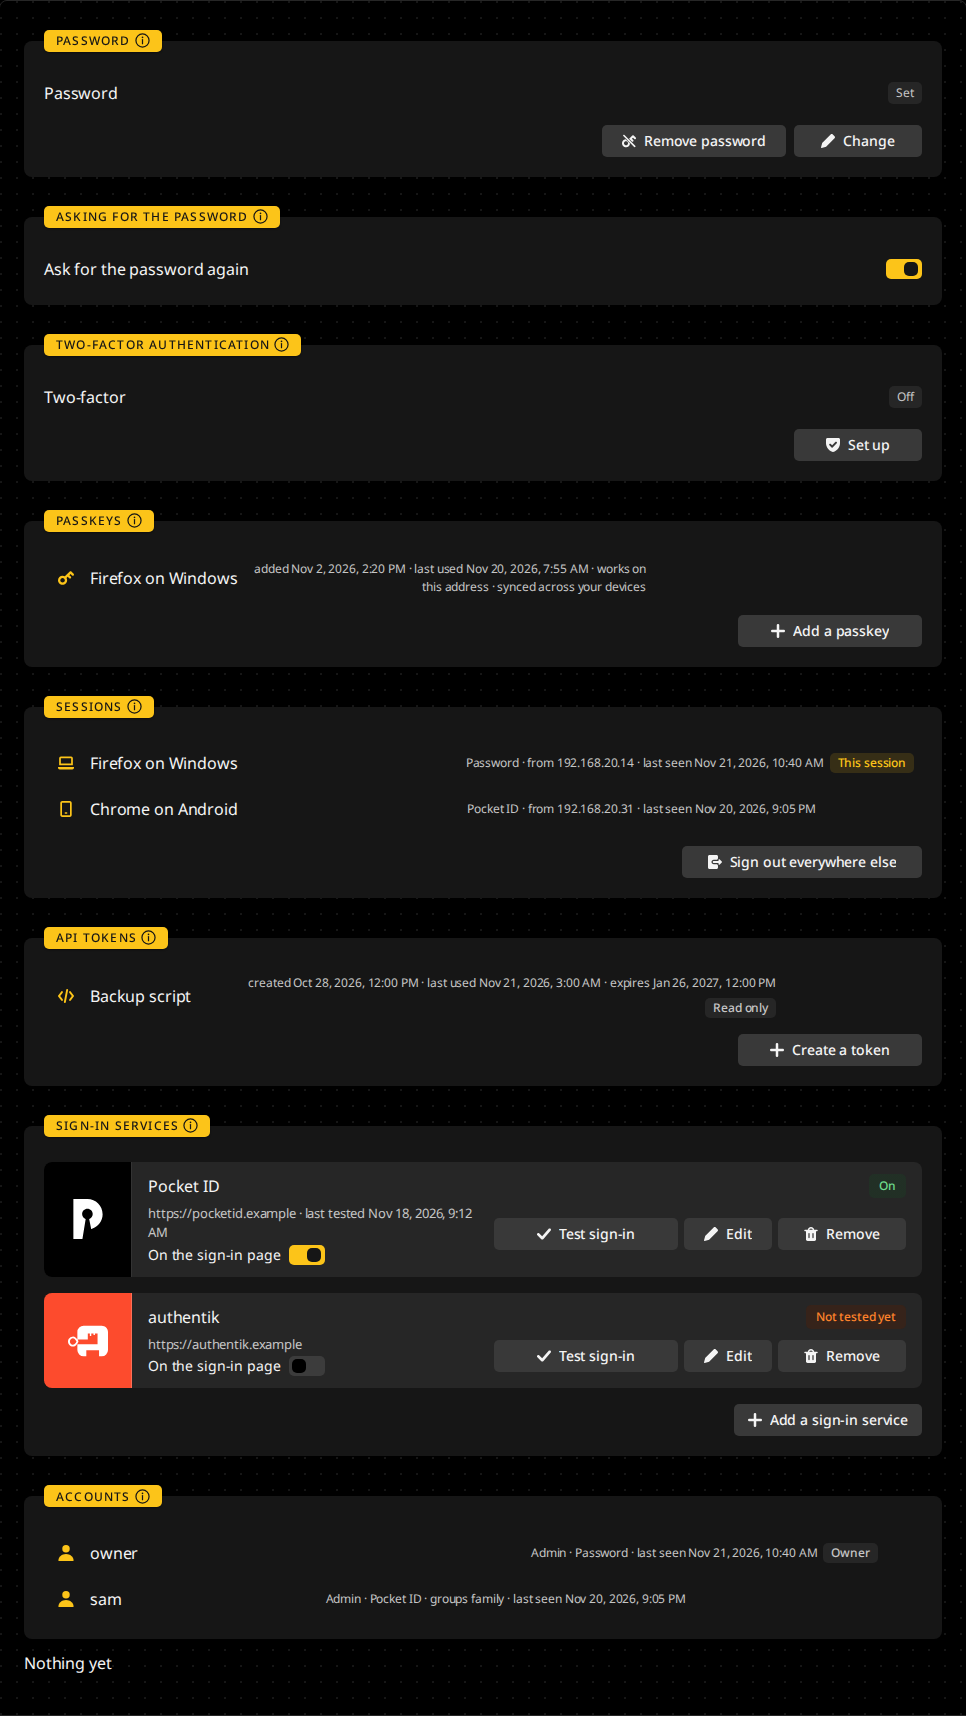 PASSWORD
Password
Set
Remove password
Change
ASKING FOR THE PASSWORD
Ask for the password again
TWO-FACTOR AUTHENTICATION
Two-factor
Off
Set up
PASSKEYS
Firefox on Windows
added Nov 2, 2026, 2:20 PM · last used Nov 20, 2026, 7:55 AM · works on
this address · synced across your devices
Add a passkey
SESSIONS
Firefox on Windows
Password · from 192.168.20.14 · last seen Nov 21, 2026, 10:40 AM
This session
Chrome on Android
Pocket ID · from 192.168.20.31 · last seen Nov 20, 2026, 9:05 PM
Sign out everywhere else
API TOKENS
Backup script
created Oct 28, 2026, 12:00 PM · last used Nov 21, 2026, 3:00 AM · expires Jan 26, 2027, 12:00 PM
Read only
Create a token
SIGN-IN SERVICES
Pocket ID
On
https://pocketid.example · last tested Nov 18, 2026, 9:12
AM
On the sign-in page
Test sign-in
Edit
Remove
authentik
Not tested yet
https://authentik.example
On the sign-in page
Test sign-in
Edit
Remove
Add a sign-in service
ACCOUNTS
owner
Admin · Password · last seen Nov 21, 2026, 10:40 AM
Owner
sam
Admin · Pocket ID · groups family · last seen Nov 20, 2026, 9:05 PM
Nothing yet